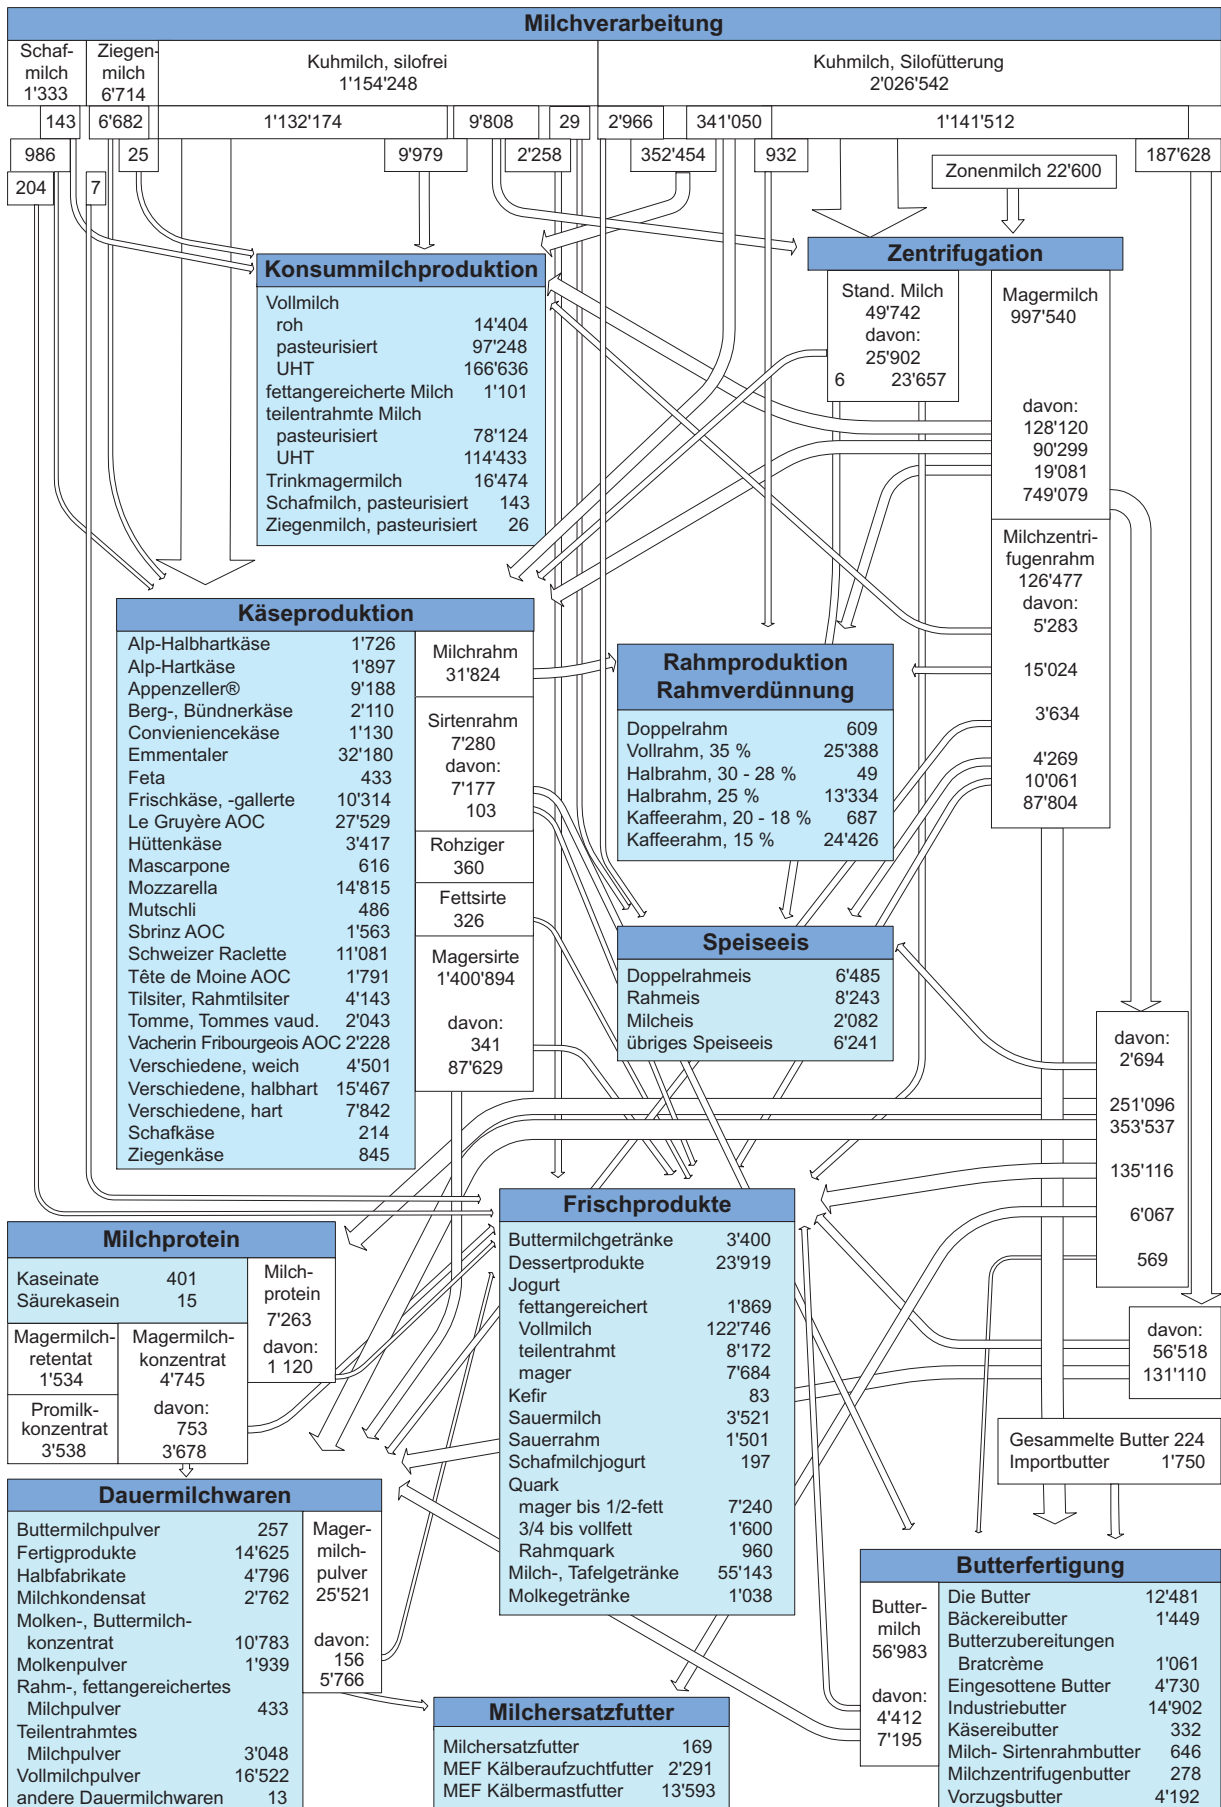 Milchverarbeitung
Schaf-
milch
1'333
Ziegen-
milch
6'714
Kuhmilch, silofrei
1'154'248
Kuhmilch, Silofütterung
2'026'542
143
6'682
1'132'174
9'808
29
2'966
341'050
1'141'512
986
25
9'979
2'258
352'454
932
187'628
204
7
Zonenmilch 22'600
Konsummilchproduktion
Vollmilch
roh 14'404
pasteurisiert 97'248
UHT 166'636
fettangereicherte Milch 1'101
teilentrahmte Milch
pasteurisiert 78'124
UHT 114'433
Trinkmagermilch 16'474
Schafmilch, pasteurisiert 143
Ziegenmilch, pasteurisiert 26
Zentrifugation
Stand. Milch
49'742
davon:
25'902
6 23'657
Magermilch
997'540
davon:
128'120
90'299
19'081
749'079
Milchzentri-
fugenrahm
126'477
davon:
5'283
15'024
3'634
4'269
10'061
87'804
Käseproduktion
Alp-Halbhartkäse 1'726
Alp-Hartkäse 1'897
Appenzeller® 9'188
Berg-, Bündnerkäse 2'110
Convieniencekäse 1'130
Emmentaler 32'180
Feta 433
Frischkäse, -gallerte 10'314
Le Gruyère AOC 27'529
Hüttenkäse 3'417
Mascarpone 616
Mozzarella 14'815
Mutschli 486
Sbrinz AOC 1'563
Schweizer Raclette 11'081
Tête de Moine AOC 1'791
Tilsiter, Rahmtilsiter 4'143
Tomme, Tommes vaud. 2'043
Vacherin Fribourgeois AOC 2'228
Verschiedene, weich 4'501
Verschiedene, halbhart 15'467
Verschiedene, hart 7'842
Schafkäse 214
Ziegenkäse 845
Milchrahm
31'824
Sirtenrahm
7'280
davon:
7'177
103
Rohziger
360
Fettsirte
326
Magersirte
1'400'894
davon:
341
87'629
Rahmproduktion
Rahmverdünnung
Doppelrahm 609
Vollrahm, 35 % 25'388
Halbrahm, 30 - 28 % 49
Halbrahm, 25 % 13'334
Kaffeerahm, 20 - 18 % 687
Kaffeerahm, 15 % 24'426
Speiseeis
Doppelrahmeis 6'485
Rahmeis 8'243
Milcheis 2'082
übriges Speiseeis 6'241
davon:
2'694
251'096
353'537
135'116
6'067
569
Frischprodukte
Buttermilchgetränke 3'400
Dessertprodukte 23'919
Jogurt
fettangereichert 1'869
Vollmilch 122'746
teilentrahmt 8'172
mager 7'684
Kefir 83
Sauermilch 3'521
Sauerrahm 1'501
Schafmilchjogurt 197
Quark
mager bis 1/2-fett 7'240
3/4 bis vollfett 1'600
Rahmquark 960
Milch-, Tafelgetränke 55'143
Molkegetränke 1'038
Milchprotein
Kaseinate 401
Säurekasein 15
Milch-
protein
7'263
davon:
1 120
Magermilch-
retentat
1'534
Promilk-
konzentrat
3'538
Magermilch-
konzentrat
4'745
davon:
753
3'678
davon:
56'518
131'110
Gesammelte Butter 224
Importbutter 1'750
Dauermilchwaren
Buttermilchpulver 257
Fertigprodukte 14'625
Halbfabrikate 4'796
Milchkondensat 2'762
Molken-, Buttermilch-
konzentrat 10'783
Molkenpulver 1'939
Rahm-, fettangereichertes
Milchpulver 433
Teilentrahmtes
Milchpulver 3'048
Vollmilchpulver 16'522
andere Dauermilchwaren 13
Mager-
milch-
pulver
25'521
davon:
156
5'766
Milchersatzfutter
Milchersatzfutter 169
MEF Kälberaufzuchtfutter 2'291
MEF Kälbermastfutter 13'593
Butterfertigung
Butter-
milch
56'983
davon:
4'412
7'195
Die Butter 12'481
Bäckereibutter 1'449
Butterzubereitungen
Bratcrème 1'061
Eingesottene Butter 4'730
Industriebutter 14'902
Käsereibutter 332
Milch- Sirtenrahmbutter 646
Milchzentrifugenbutter 278
Vorzugsbutter 4'192